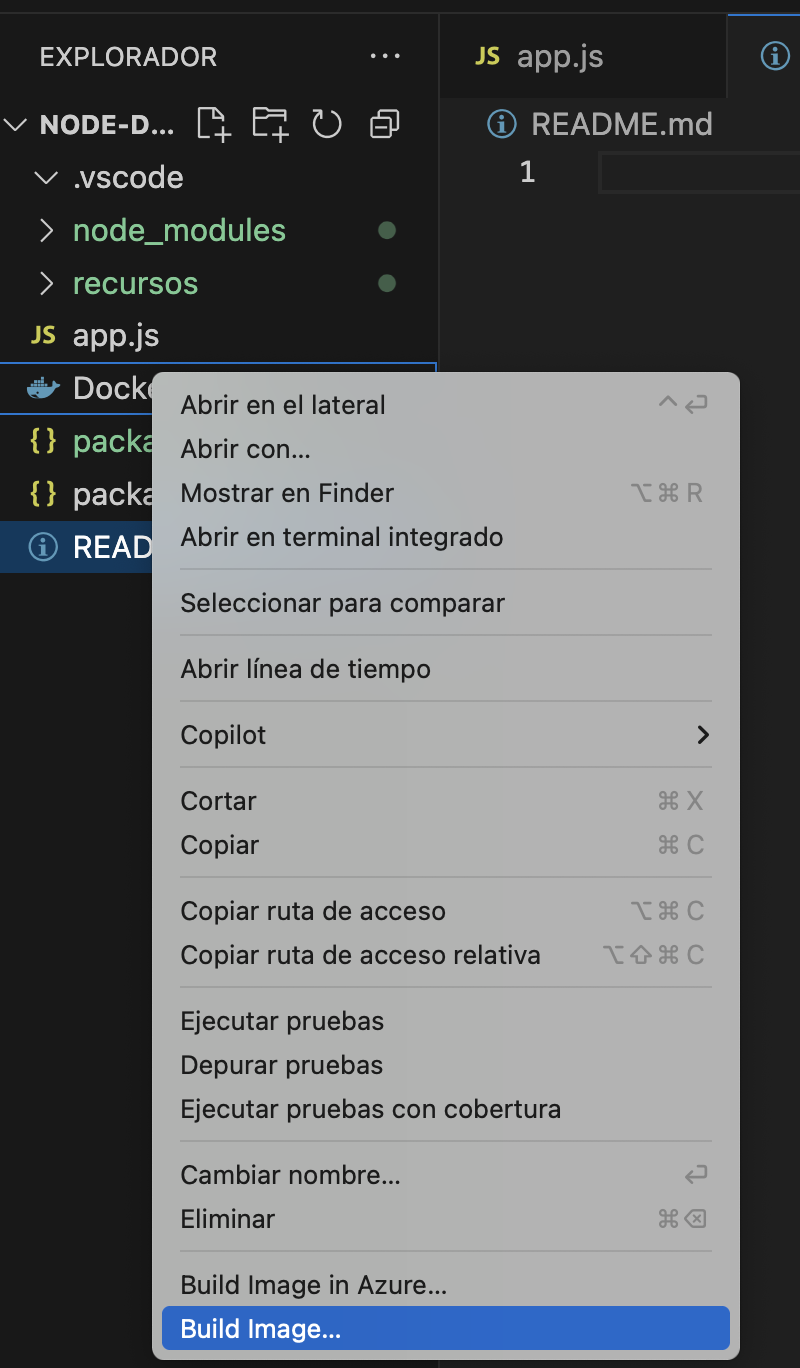 EXPLORADOR
JS app.js
NODE-D...
README.md
.vscode
1
node_modules
recursos
JS app.js
Docke
Abrir en el lateral ^
Abrir con...
{} packa
Mostrar en Finder ⌥⌘R
{} packa
Abrir en terminal integrado
READ
Seleccionar para comparar
Abrir línea de tiempo
Copilot
Cortar ⌘X
Copiar ⌘C
Copiar ruta de acceso ⌥⌘C
Copiar ruta de acceso relativa ⌥⇧⌘C
Ejecutar pruebas
Depurar pruebas
Ejecutar pruebas con cobertura
Cambiar nombre...
Eliminar ⌘⌫
Build Image in Azure...
Build Image...